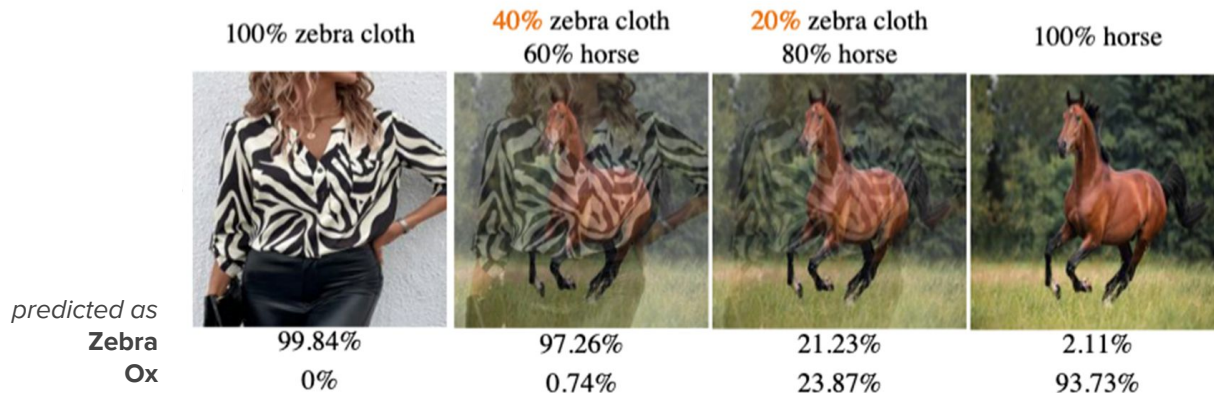 100% zebra cloth
40% zebra cloth
60% horse
20% zebra cloth
80% horse
100% horse
predicted as
Zebra
99.84%
97.26%
21.23%
2.11%
Ox
0%
0.74%
23.87%
93.73%